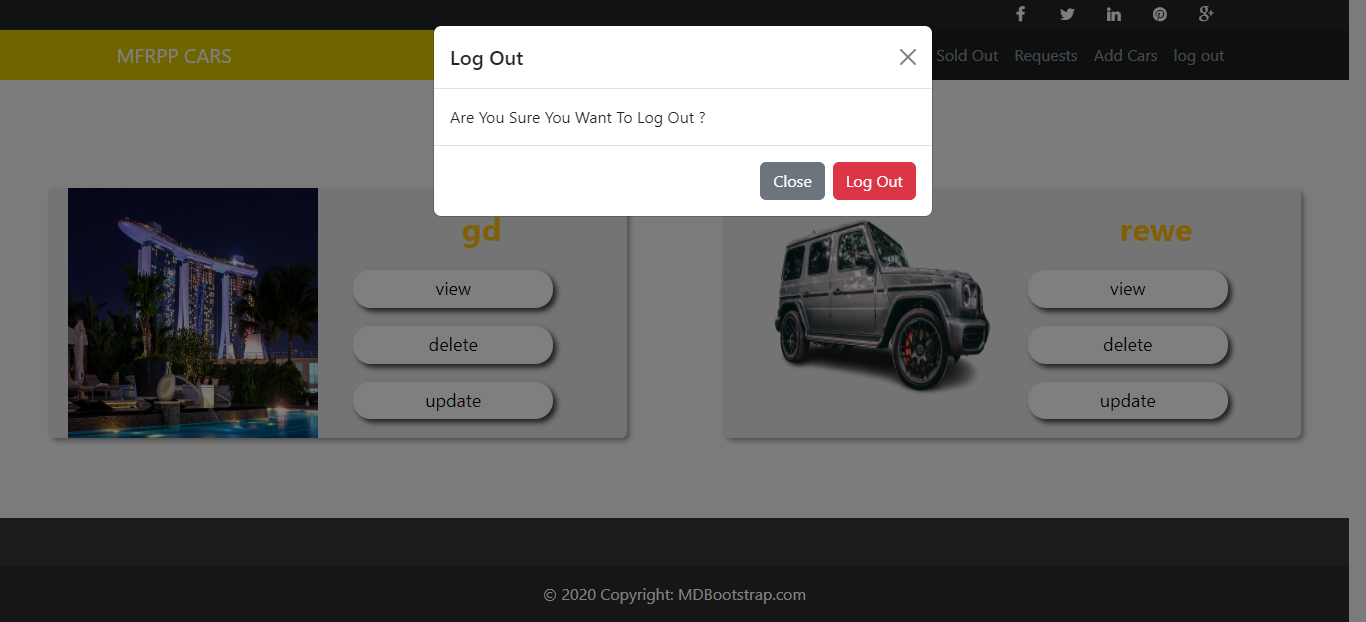 MFRPP CARS
Sold Out Requests Add Cars log out
Log Out
Are You Sure You Want To Log Out ?
Close Log Out
gd
view
delete
update
rewe
view
delete
update
© 2020 Copyright: MDBootstrap.com